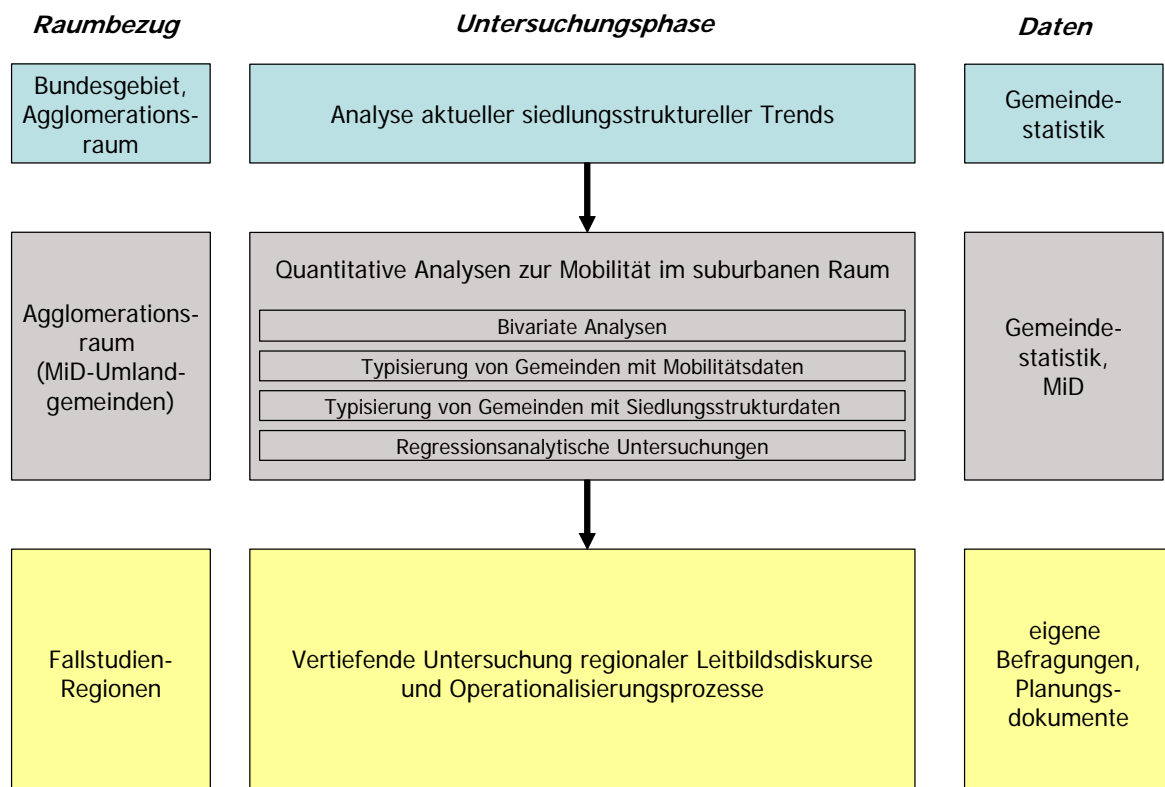 Raumbezug
Untersuchungsphase
Daten
Bundesgebiet,
Agglomerations-
raum
Analyse aktueller siedlungsstruktureller Trends
Gemeinde-
statistik
Agglomerations-
raum
(MiD-Umland-
gemeinden)
Quantitative Analysen zur Mobilität im suburbanen Raum
Bivariate Analysen
Typisierung von Gemeinden mit Mobilitätsdaten
Typisierung von Gemeinden mit Siedlungsstrukturdaten
Regressionsanalytische Untersuchungen
Gemeinde-
statistik,
MiD
Fallstudien-
Regionen
Vertiefende Untersuchung regionaler Leitbildsdiskurse
und Operationalisierungsprozesse
eigene
Befragungen,
Planungs-
dokumente